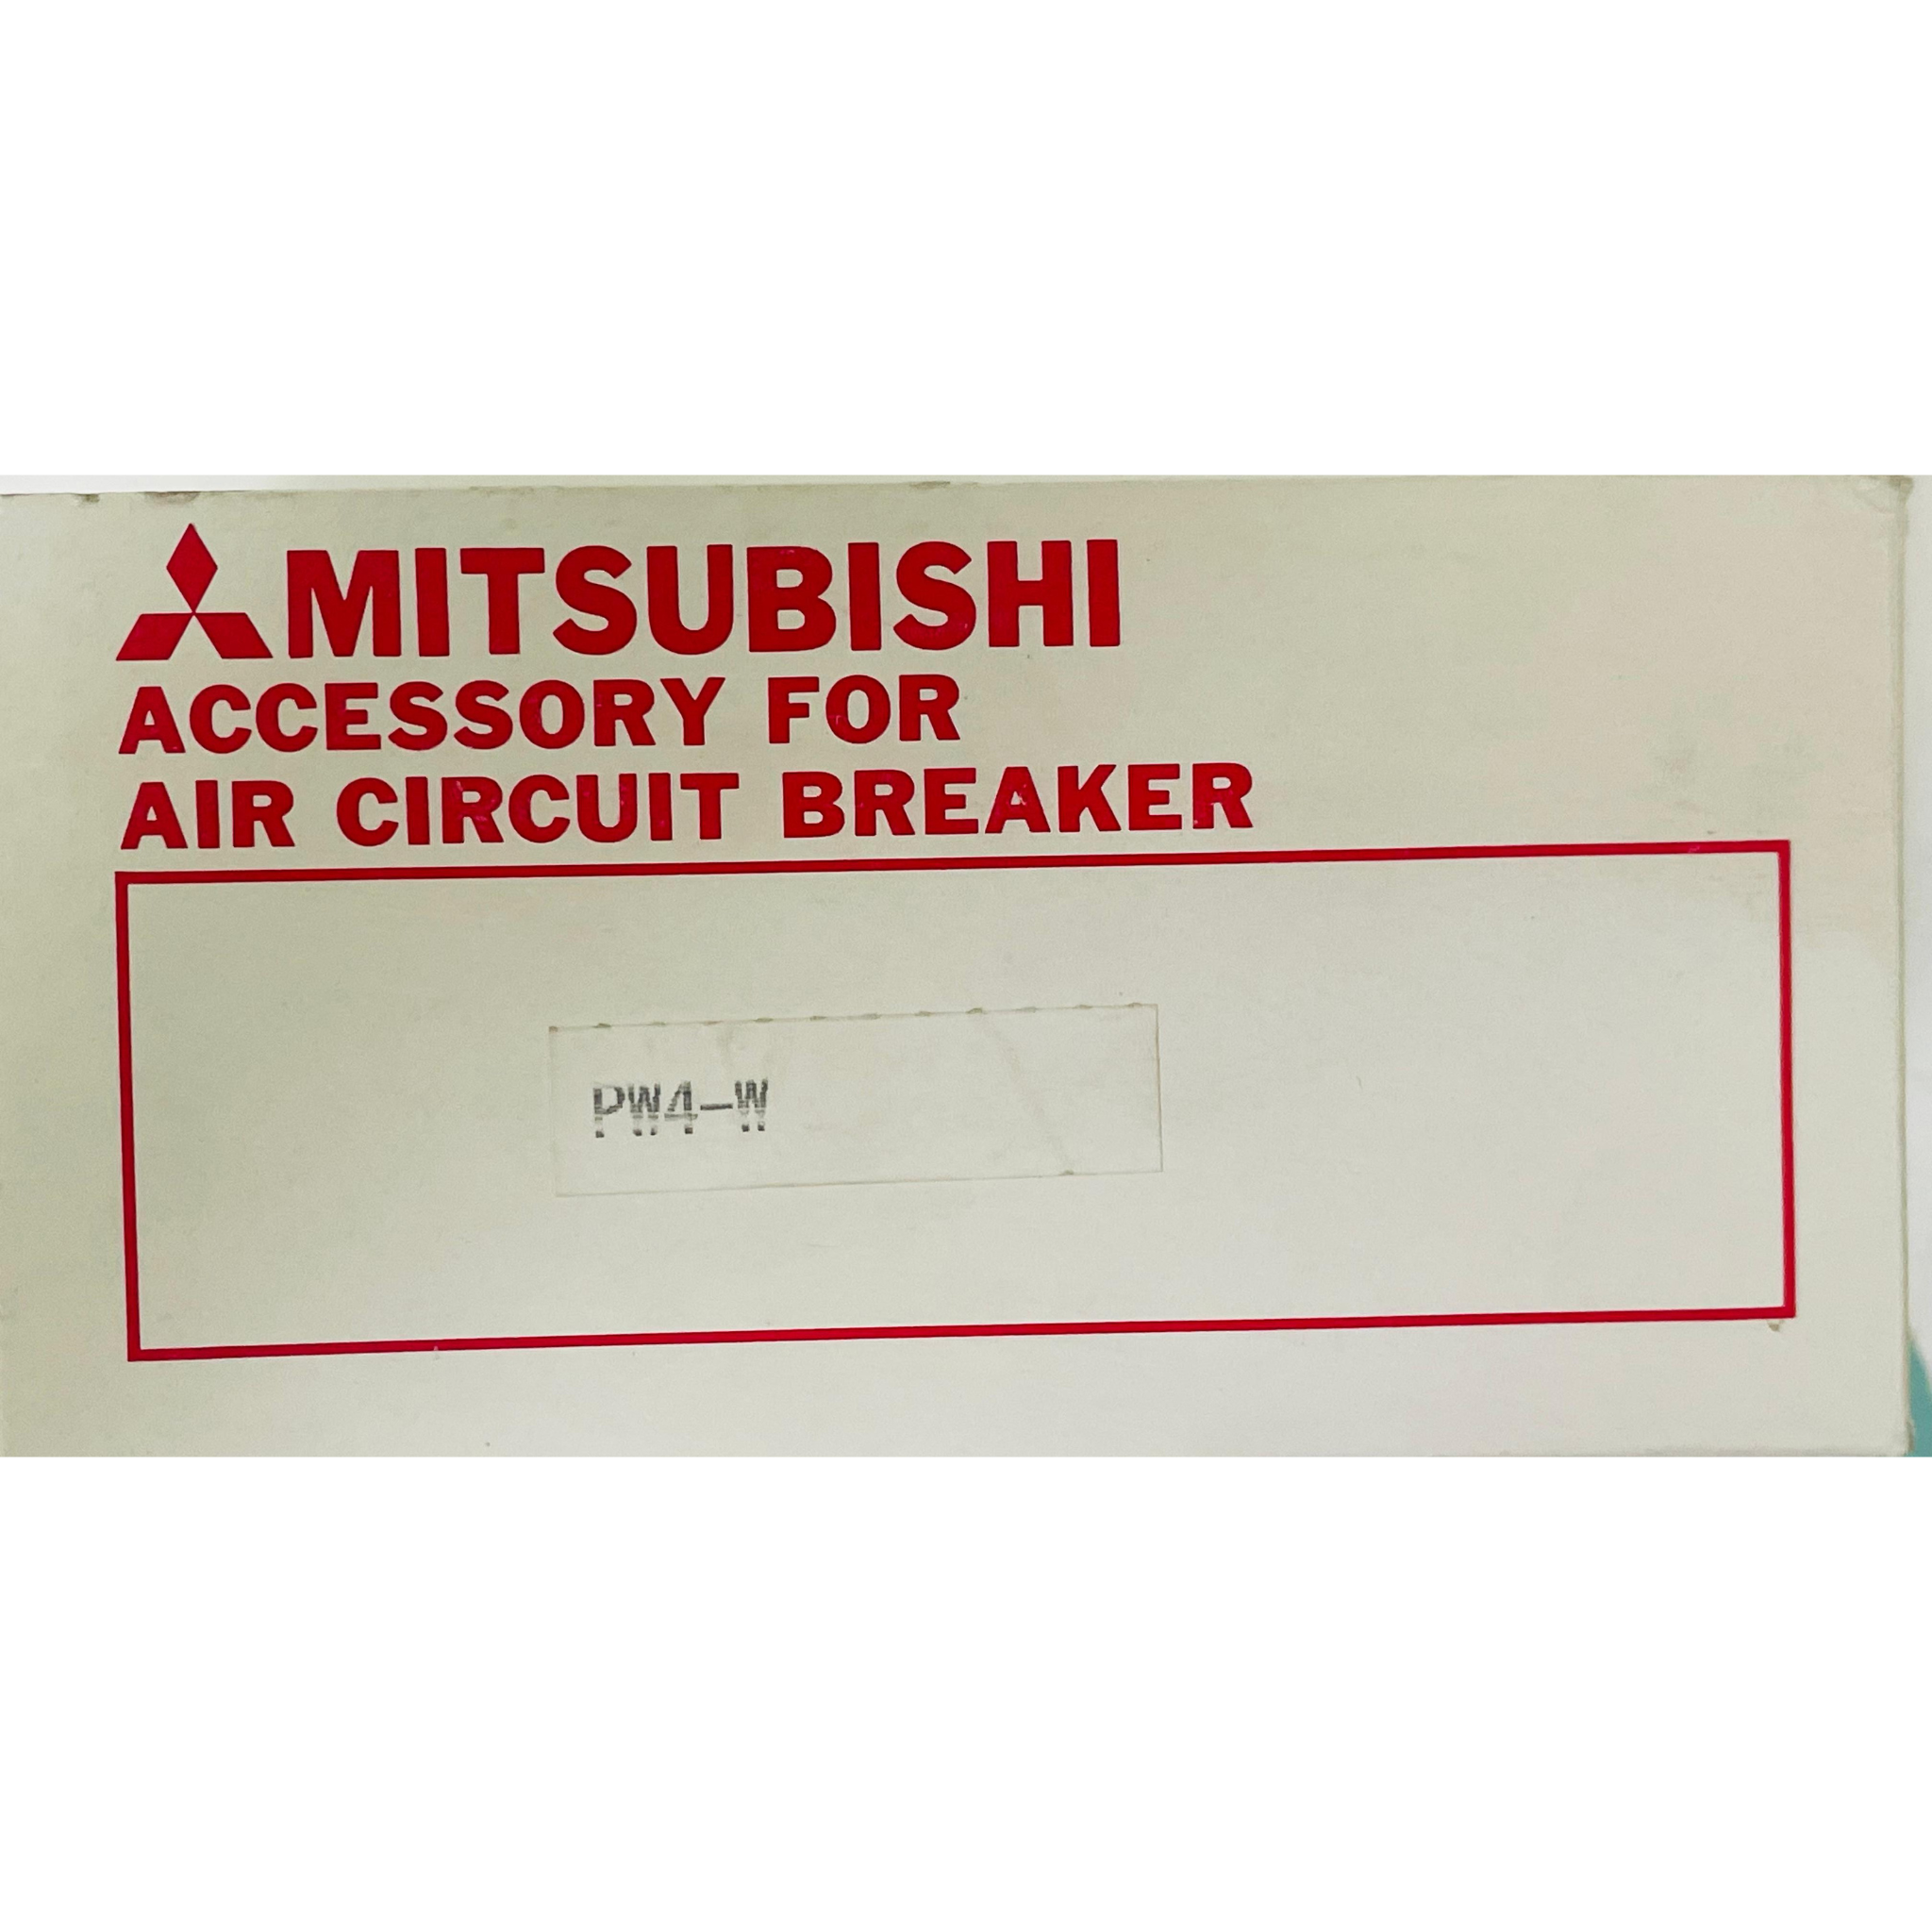 MITSUBISHI
ACCESSORY FOR
AIR CIRCUIT BREAKER
PW4-W